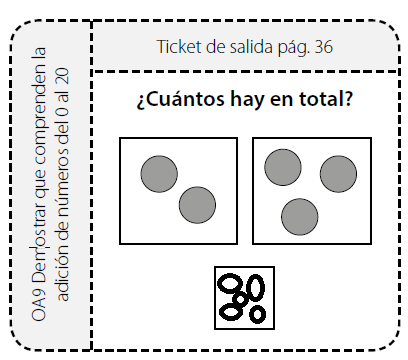 OA9 Demostrar que comprenden la
adición de números del 0 al 20
Ticket de salida pág. 36
¿Cuántos hay en total?